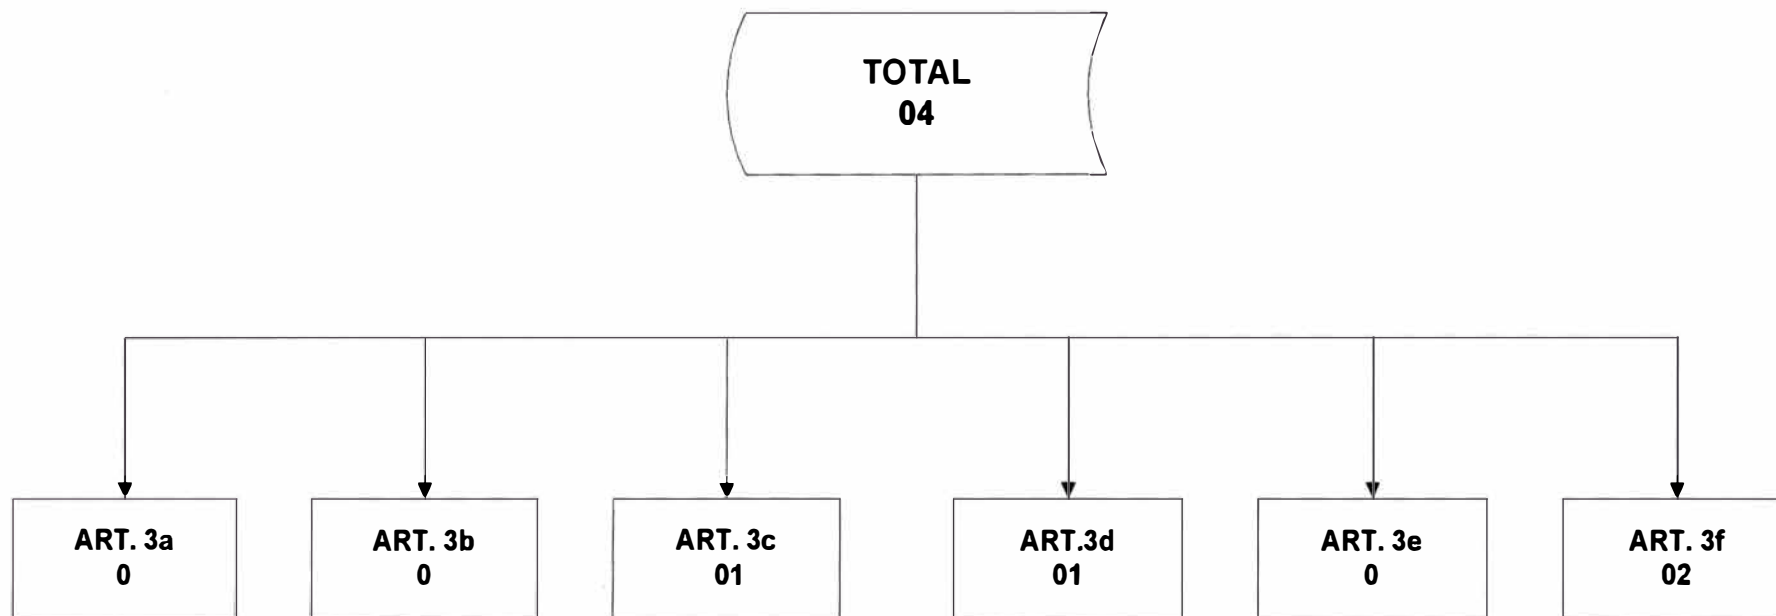 TOTAL
04
ART. 3a
0
ART. 3b
0
ART. 3c
01
ART.3d
01
ART. 3e
0
ART. 3f
02